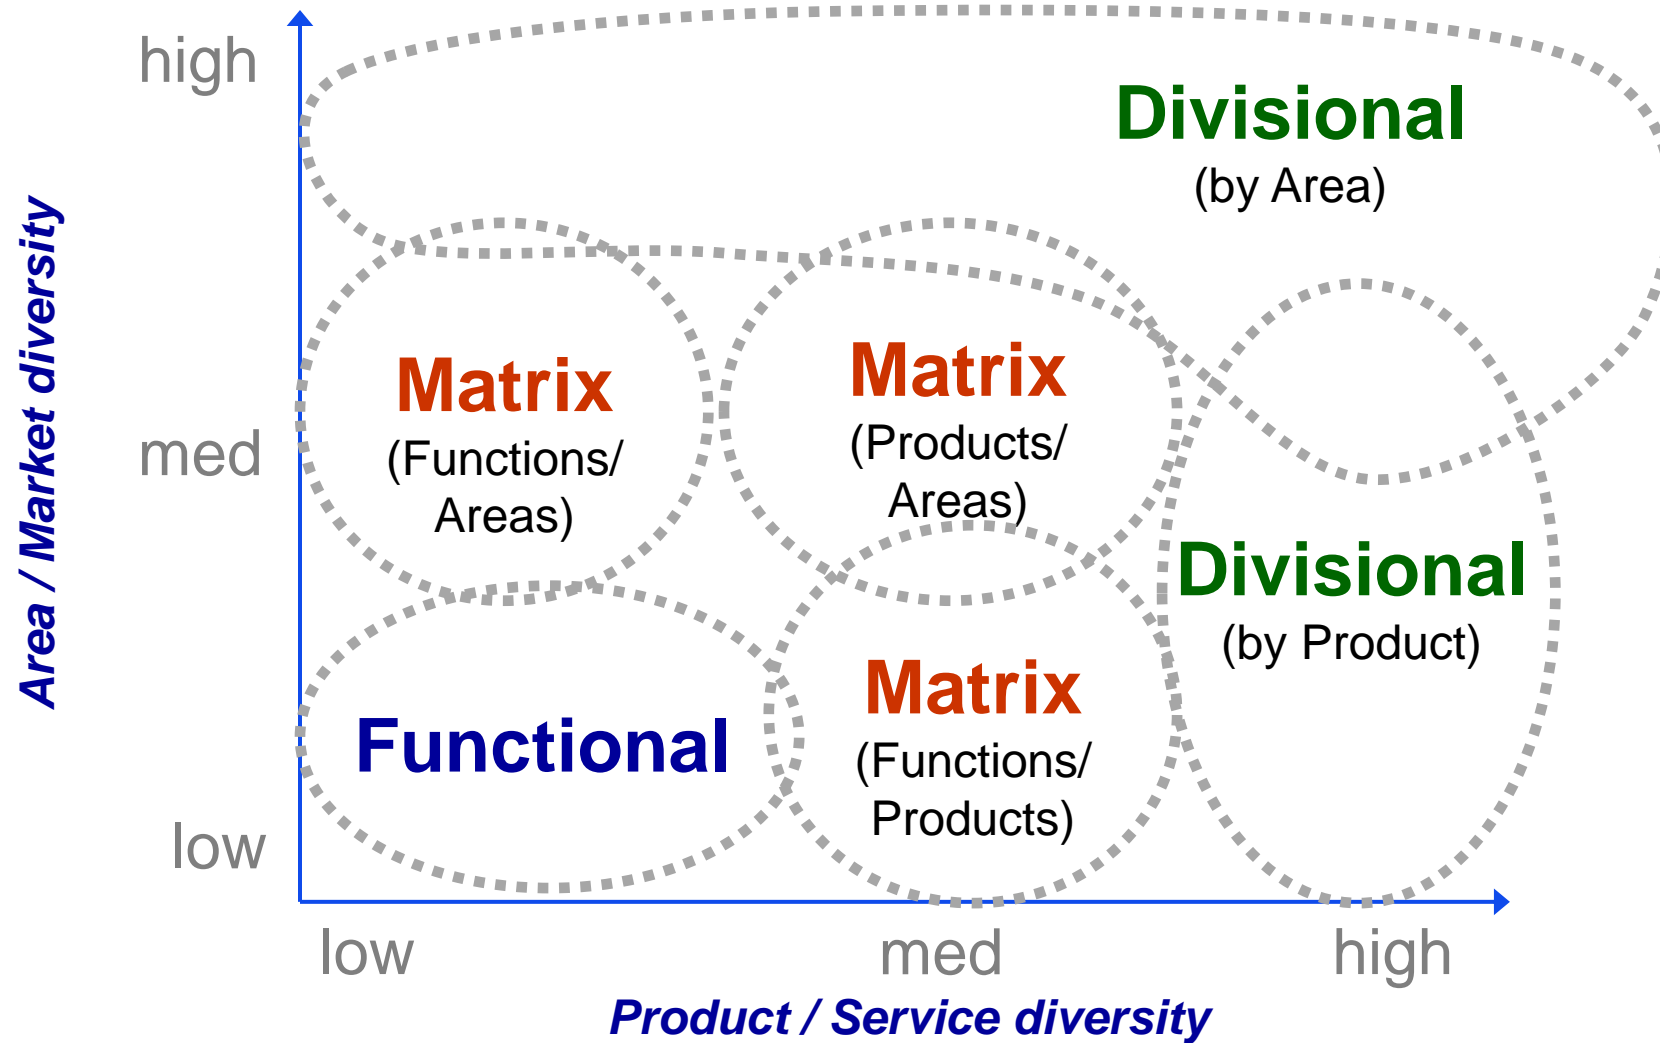 high
Divisional
(by Area)
Area / Market diversity
Matrix
(Functions/
Areas)
Matrix
(Products/
Areas)
med
Divisional
(by Product)
Functional
Matrix
(Functions/
Products)
low
low
med
high
Product / Service diversity